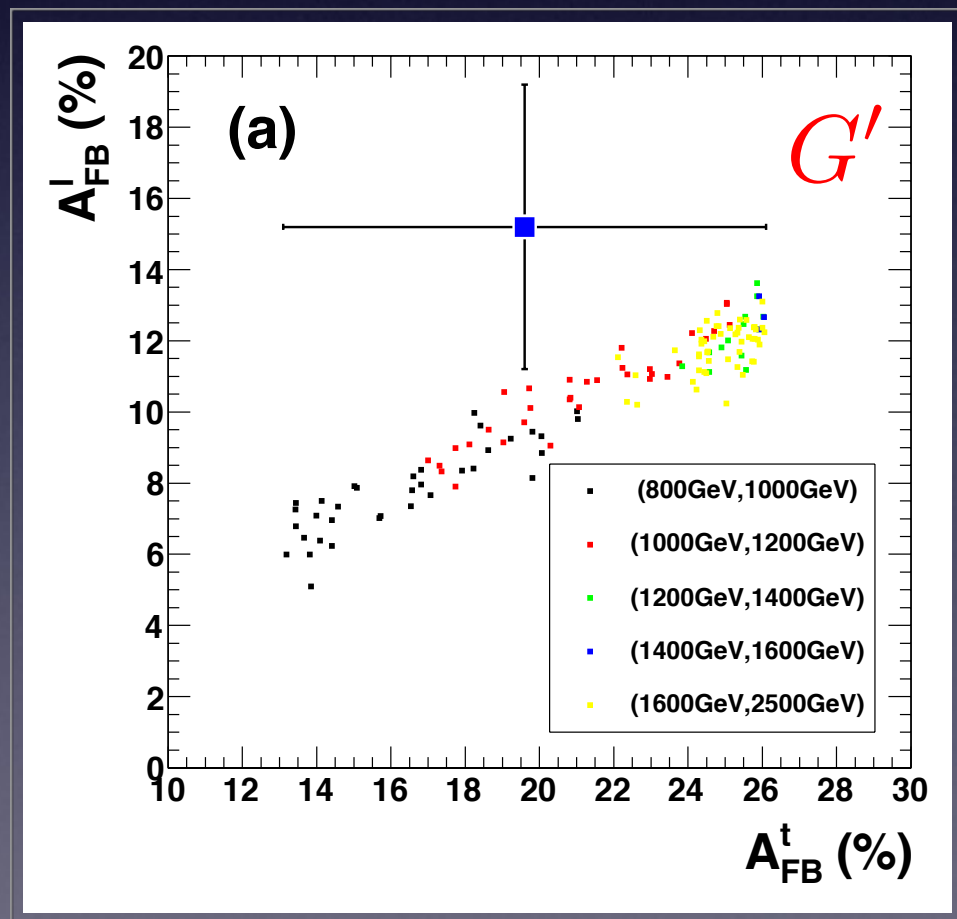 (a)
G′
A^l_FB (%)
20
18
16
14
12
10
8
6
4
2
0
(800GeV,1000GeV)
(1000GeV,1200GeV)
(1200GeV,1400GeV)
(1400GeV,1600GeV)
(1600GeV,2500GeV)
10 12 14 16 18 20 22 24 26 28 30
A^t_FB (%)